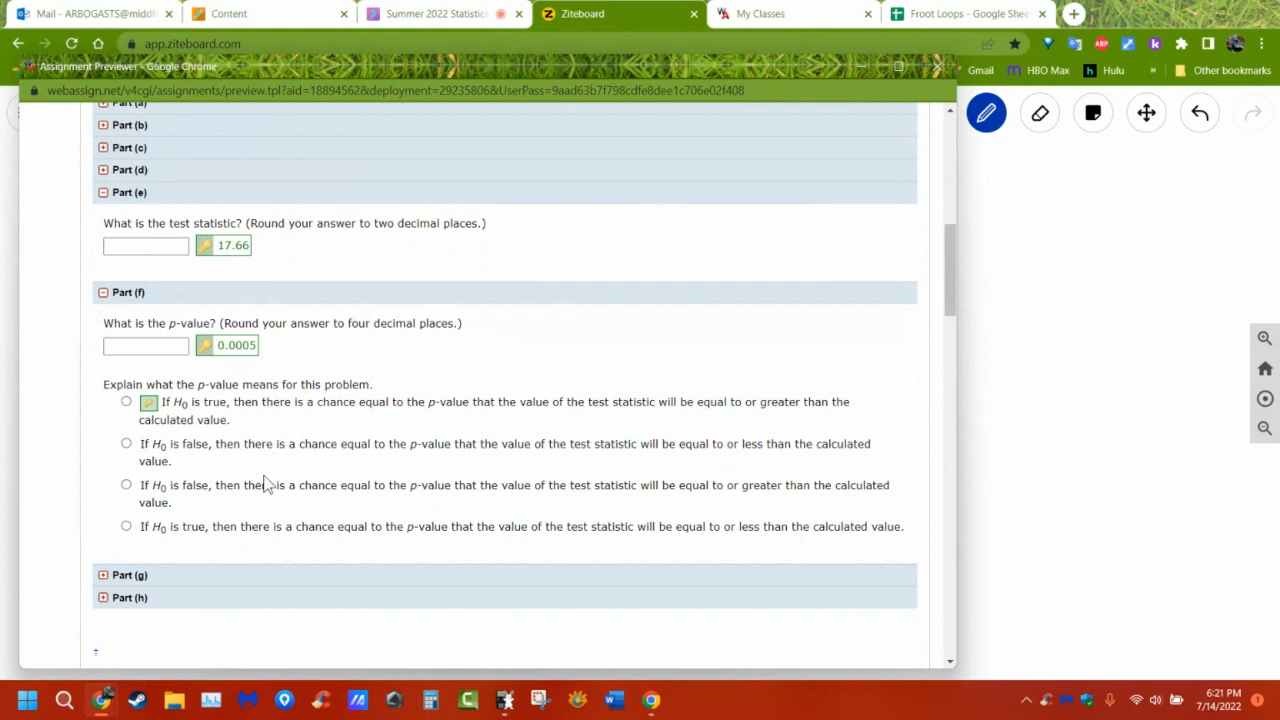 Mail - ARBOGASTS@middl
Content
Summer 2022 Statistics
Ziteboard
My Classes
Froot Loops - Google Shee
app.ziteboard.com
Assignment Previewer - Google Chrome
Gmail
HBO Max
Hulu
»
Other bookmarks
webassign.net/v4cgi/assignments/preview.tpl?aid=18894562&deployment=29235806&UserPass=9aad63b7f798cdfe8dee1c706e02f408
Part (a)
Part (b)
Part (c)
Part (d)
Part (e)
What is the test statistic? (Round your answer to two decimal places.)
17.66
Part (f)
What is the p-value? (Round your answer to four decimal places.)
0.0005
Explain what the p-value means for this problem.
If H0 is true, then there is a chance equal to the p-value that the value of the test statistic will be equal to or greater than the
calculated value.
If H0 is false, then there is a chance equal to the p-value that the value of the test statistic will be equal to or less than the calculated
value.
If H0 is false, then there is a chance equal to the p-value that the value of the test statistic will be equal to or greater than the calculated
value.
If H0 is true, then there is a chance equal to the p-value that the value of the test statistic will be equal to or less than the calculated value.
Part (g)
Part (h)
6:21 PM
7/14/2022